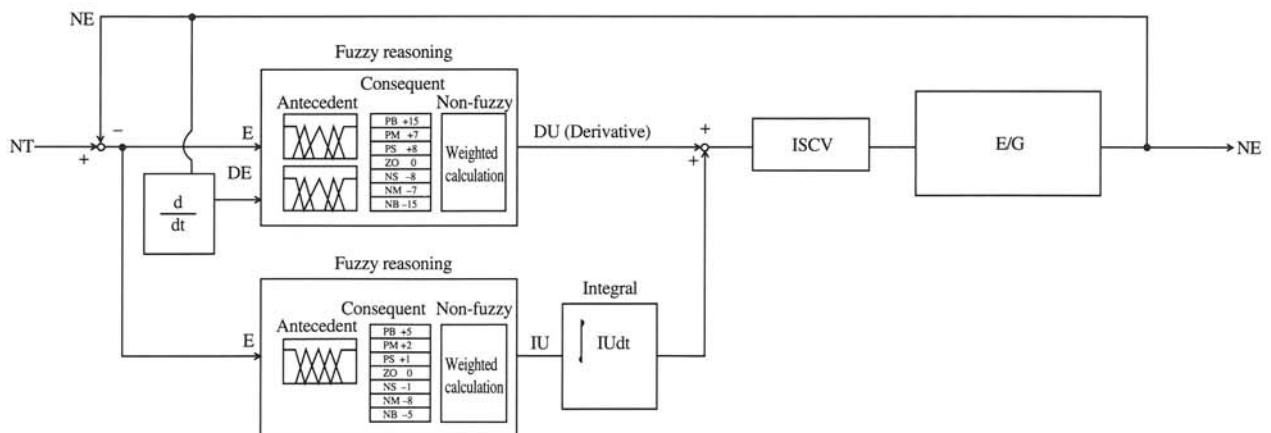 NE
Fuzzy reasoning
Consequent
Antecedent
Non-fuzzy
PB +15
PM +7
PS +8
ZO 0
NS –8
NM –7
NB –15
Weighted
calculation
E
DE
DU (Derivative)
NT
+
–
d
dt
+
+
ISCV
E/G
NE
Fuzzy reasoning
Consequent
Non-fuzzy
Antecedent
PB +5
PM +2
PS +1
ZO 0
NS –1
NM –8
NB –5
Weighted
calculation
E
IU
Integral
∫ IUdt